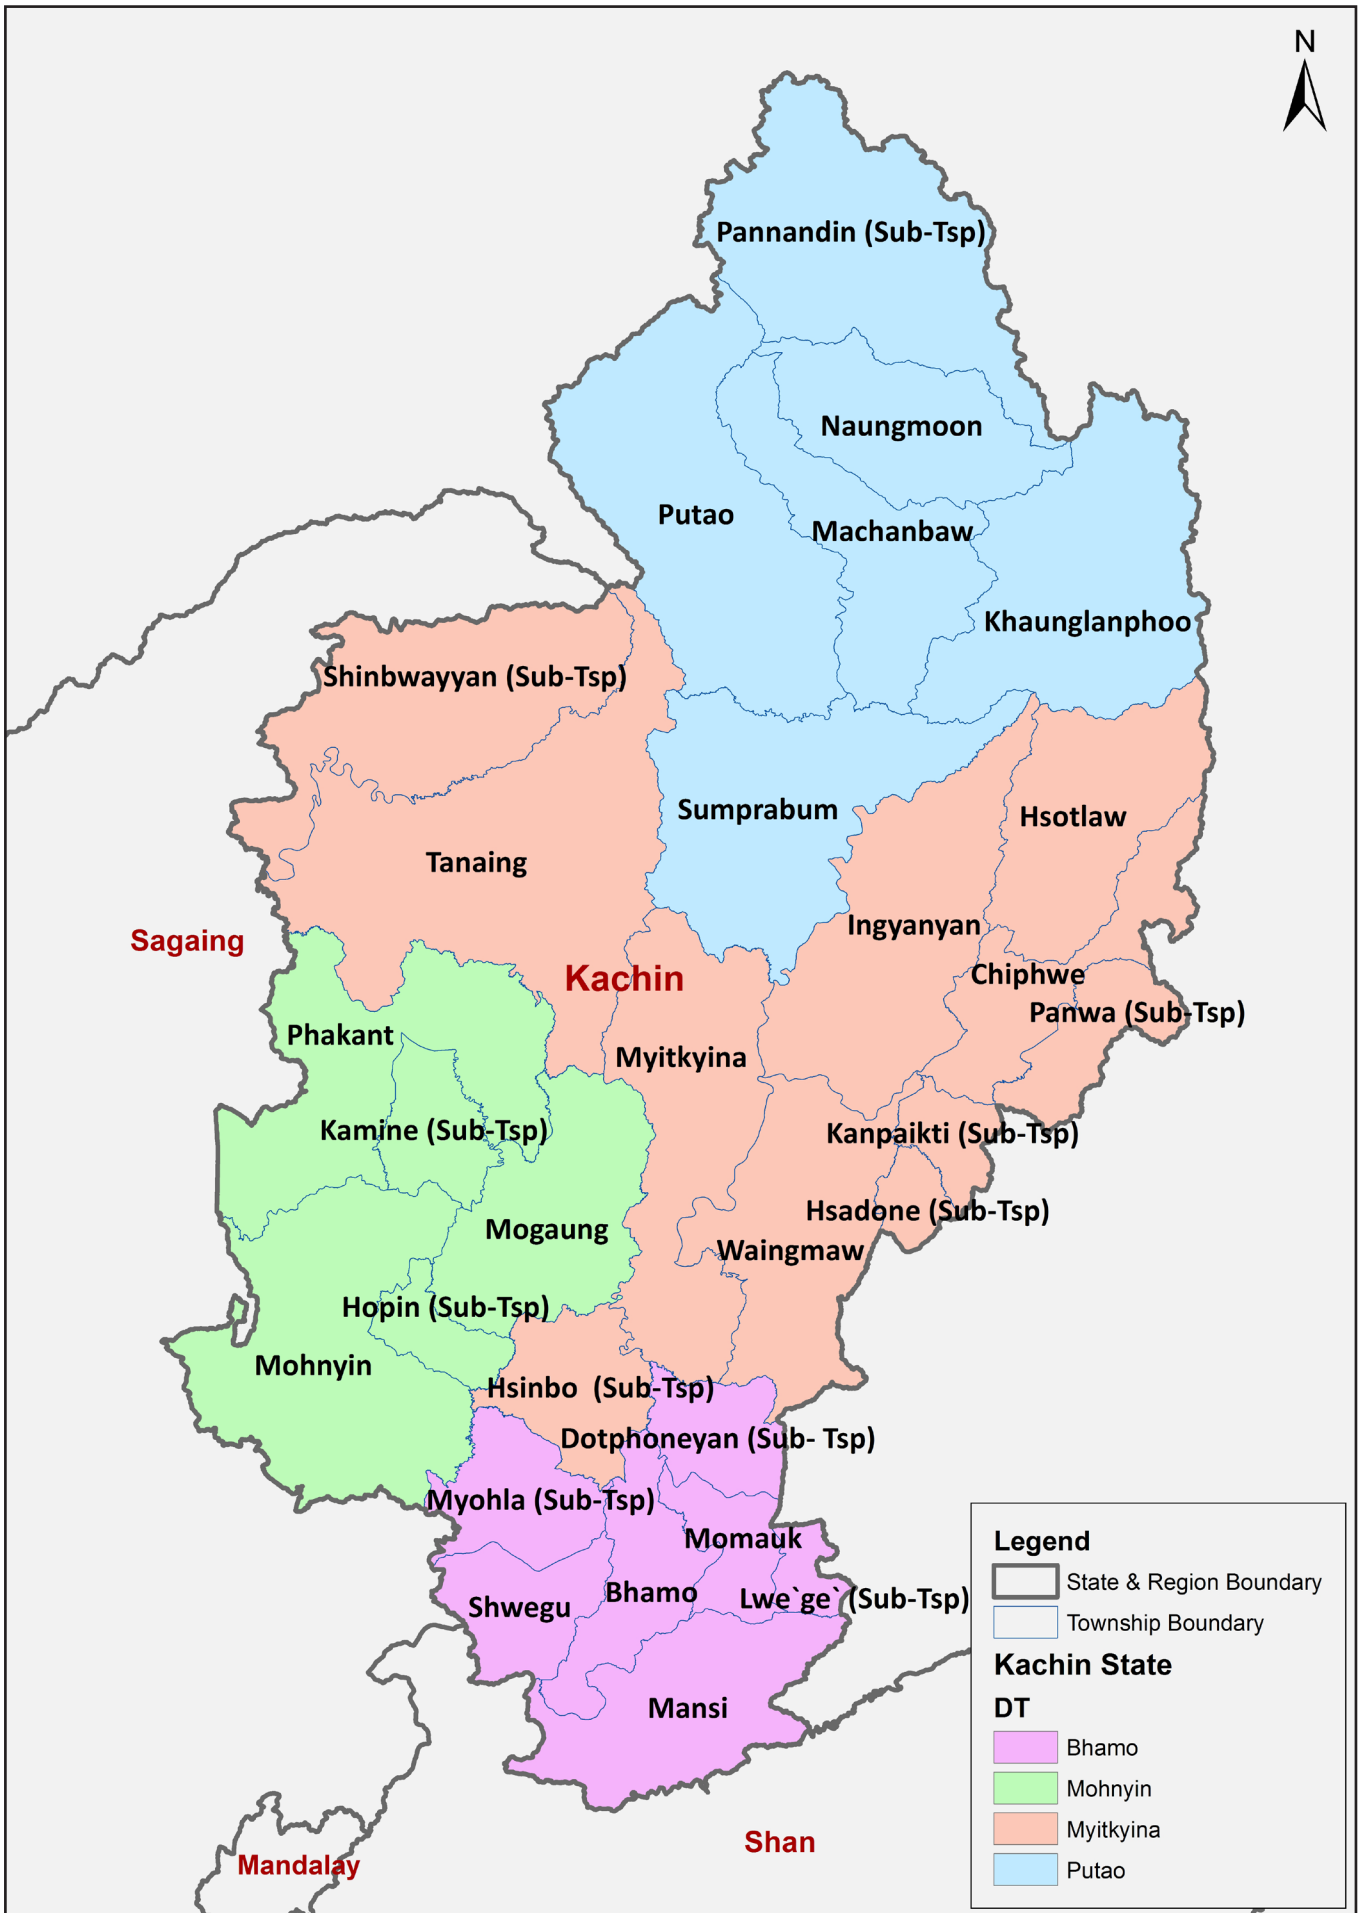 N
Pannandin (Sub-Tsp)
Naungmoon
Putao
Machanbaw
Khaunglanphoo
Shinbwayyan (Sub-Tsp)
Sumprabum
Hsotlaw
Tanaing
Ingyanyan
Sagaing
Kachin
Chiphwe
Panwa (Sub-Tsp)
Phakant
Myitkyina
Kamine (Sub-Tsp)
Kanpaikti (Sub-Tsp)
Hsadone (Sub-Tsp)
Mogaung
Waingmaw
Hopin (Sub-Tsp)
Mohnyin
Hsinbo (Sub-Tsp)
Dotphoneyan (Sub- Tsp)
Myohla (Sub-Tsp)
Momauk
Bhamo
Lwe`ge` (Sub-Tsp)
Shwegu
Mansi
Shan
Mandalay
Legend
State & Region Boundary
Township Boundary
Kachin State
DT
Bhamo
Mohnyin
Myitkyina
Putao